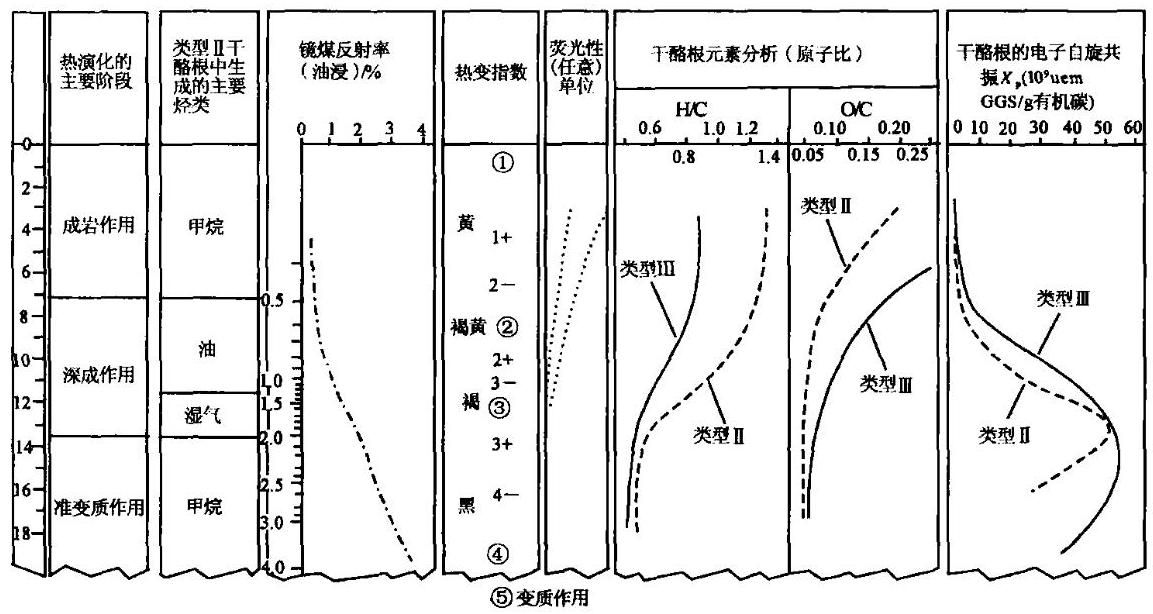 热演化的
主要阶段
类型Ⅱ干
酪根中生
成的主要
烃类
镜煤反射率
(油浸)/%
0 1 2 3 4
热变指数
荧光性
(任意)
单位
干酪根元素分析(原子比)
H/C
0.6 1.0 1.2
0.8 1.4
O/C
0.10 0.20
0.05 0.15 0.25
干酪根的电子自旋共
振Xp(10⁹uem
GGS/g有机碳)
0 10 20 30 40 50 60
0
2
4
6
8
10
12
14
16
18
成岩作用
深成作用
准变质作用
甲烷
油
湿气
甲烷
0.5
1.0
1.5
2.0
2.5
3.0
4.0
①
黄
1+
2−
褐黄 ②
2+
3−
褐 ③
3+
黑
4−
④
⑤ 变质作用
类型Ⅲ
类型Ⅱ
类型Ⅱ
类型Ⅲ
类型Ⅲ
类型Ⅱ